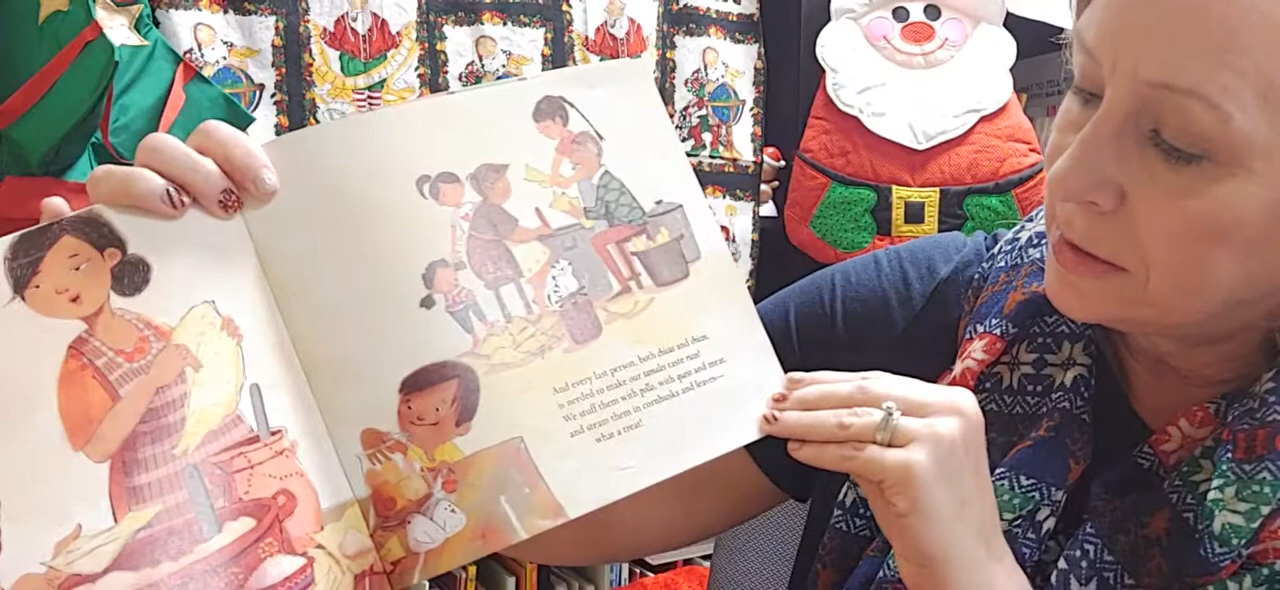 And every last person, both chicas and chicos,
is needed to make our tamales taste rico!
We stuff them with pollo, with queso and meat,
and steam them in cornhusks and leaves—
what a treat!